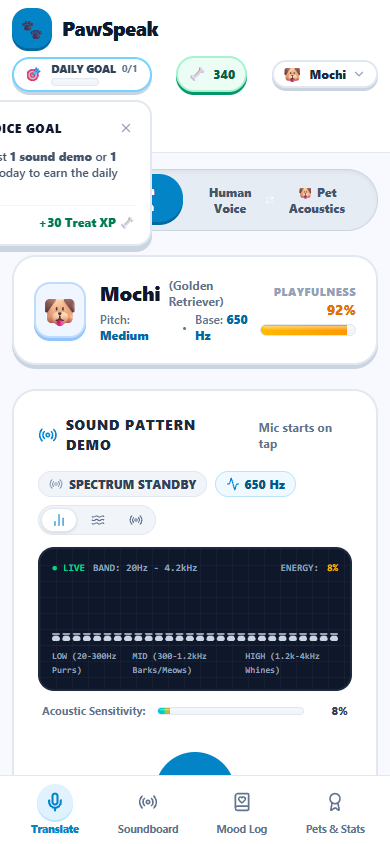 PawSpeak
DAILY GOAL 0/1
340
Mochi
OICE GOAL
st 1 sound demo or 1
oday to earn the daily
+30 Treat XP
Human
Voice
Pet
Acoustics
Mochi
(Golden
Retriever)
PLAYFULNESS
92%
Pitch:
Medium
•
Base: 650
Hz
SOUND PATTERN
DEMO
Mic starts on
tap
SPECTRUM STANDBY
650 Hz
LIVE BAND: 20Hz - 4.2kHz
ENERGY: 8%
LOW (20-300Hz
Purrs)
MID (300-1.2kHz
Barks/Meows)
HIGH (1.2k-4kHz
Whines)
Acoustic Sensitivity:
8%
Translate
Soundboard
Mood Log
Pets & Stats